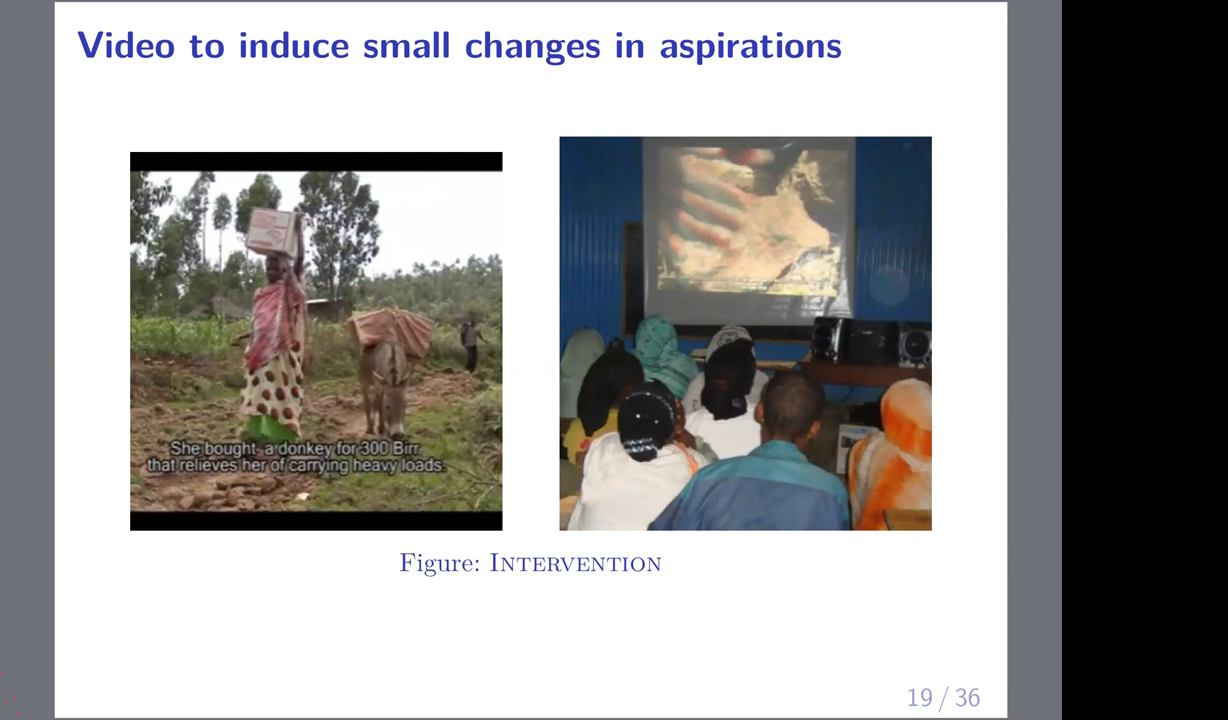 Video to induce small changes in aspirations
She bought a donkey for 300 Birr
that relieves her of carrying heavy loads.
Figure: INTERVENTION
19 / 36